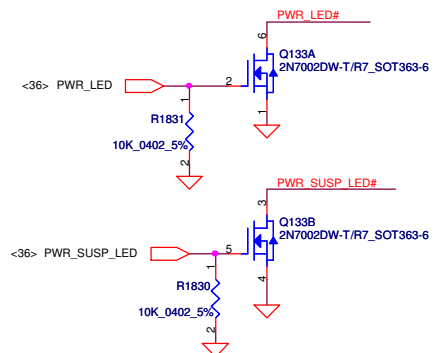 PWR_LED#
6
Q133A
2N7002DW-T/R7_SOT363-6
<36> PWR_LED
2
1
1
R1831
10K_0402_5%
2
PWR_SUSP_LED#
3
Q133B
2N7002DW-T/R7_SOT363-6
<36> PWR_SUSP_LED
5
4
1
R1830
10K_0402_5%
2